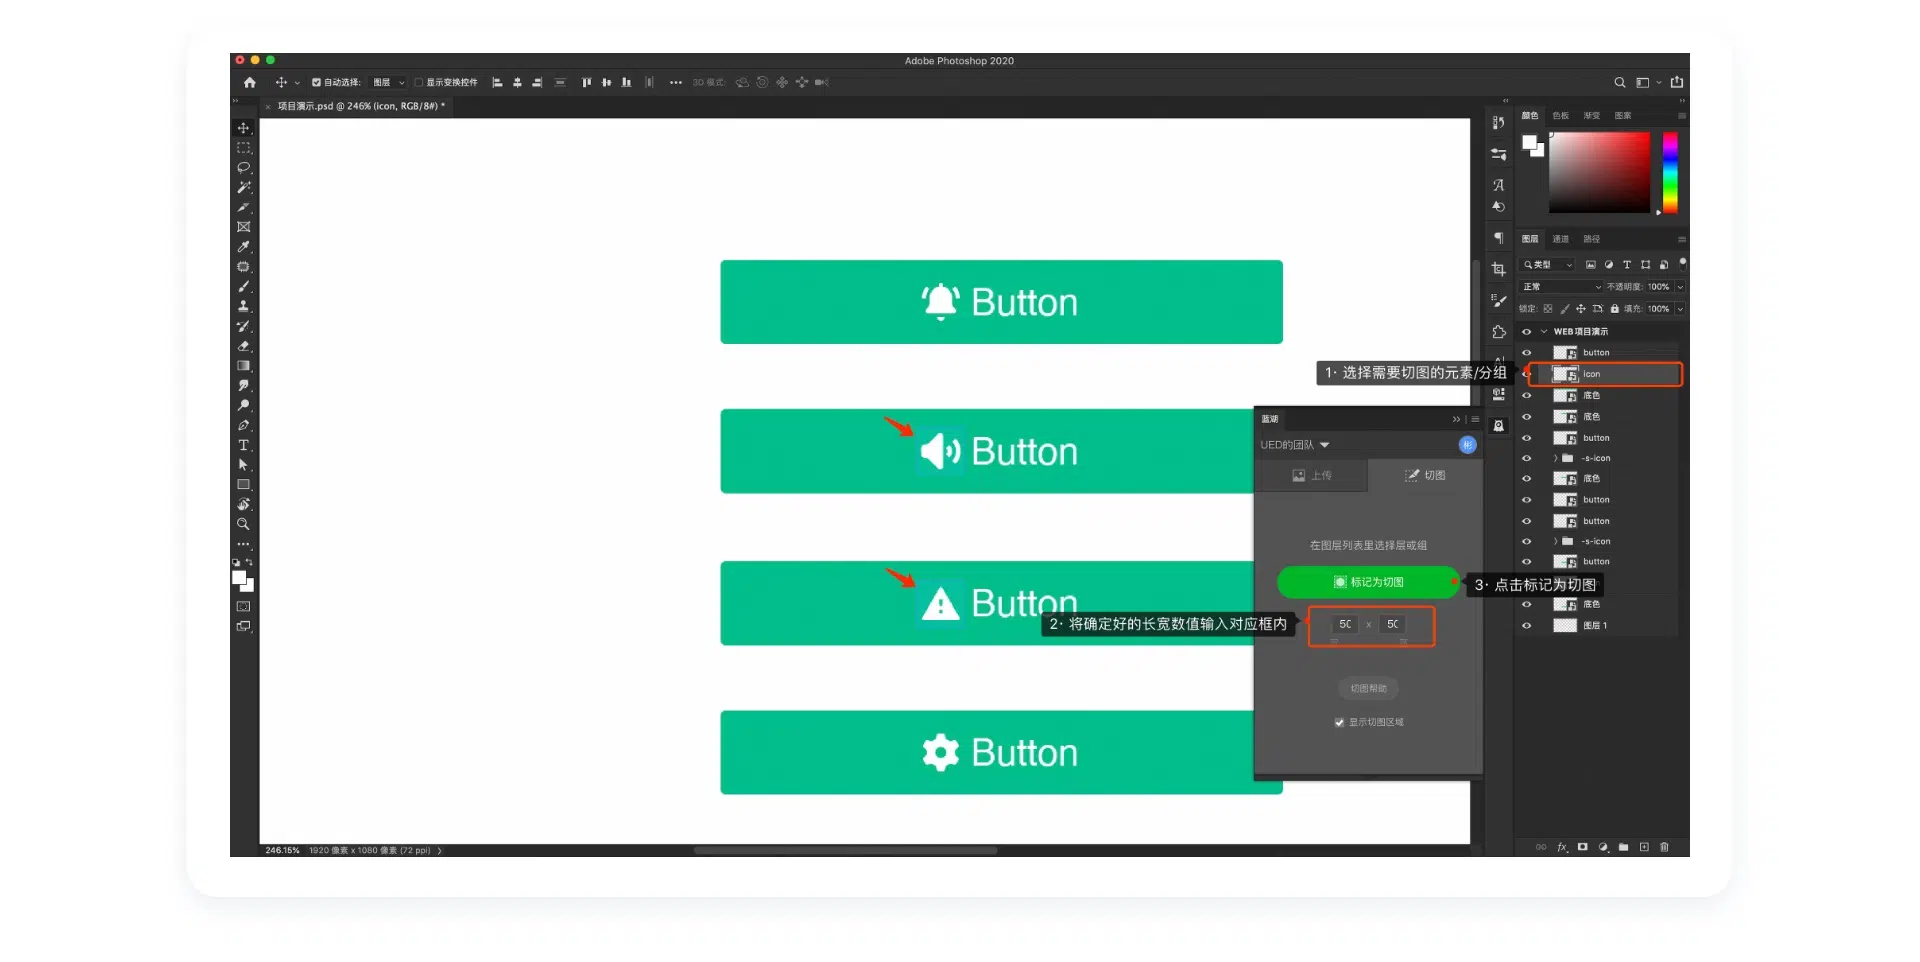 Adobe Photoshop 2020
自动选择: 图层 显示变换控件 3D 模式:
× 项目演示.psd @ 246% (icon, RGB/8#) *
颜色 色板 渐变 图案
Button
Button
Button
Button
1· 选择需要切图的元素/分组
2· 将确定好的长宽数值输入对应框内
3· 点击标记为切图
蓝湖
UED的团队
彬
上传 切图
在图层列表里选择层或组
标记为切图
50 × 50
切图帮助
显示切图区域
图层 通道 路径
类型
正常 不透明度: 100%
锁定: 填充: 100%
WEB项目演示
button
icon
底色
底色
button
-s-icon
底色
button
button
-s-icon
button
底色
图层 1
246.15% 1920 像素 x 1080 像素 (72 ppi)